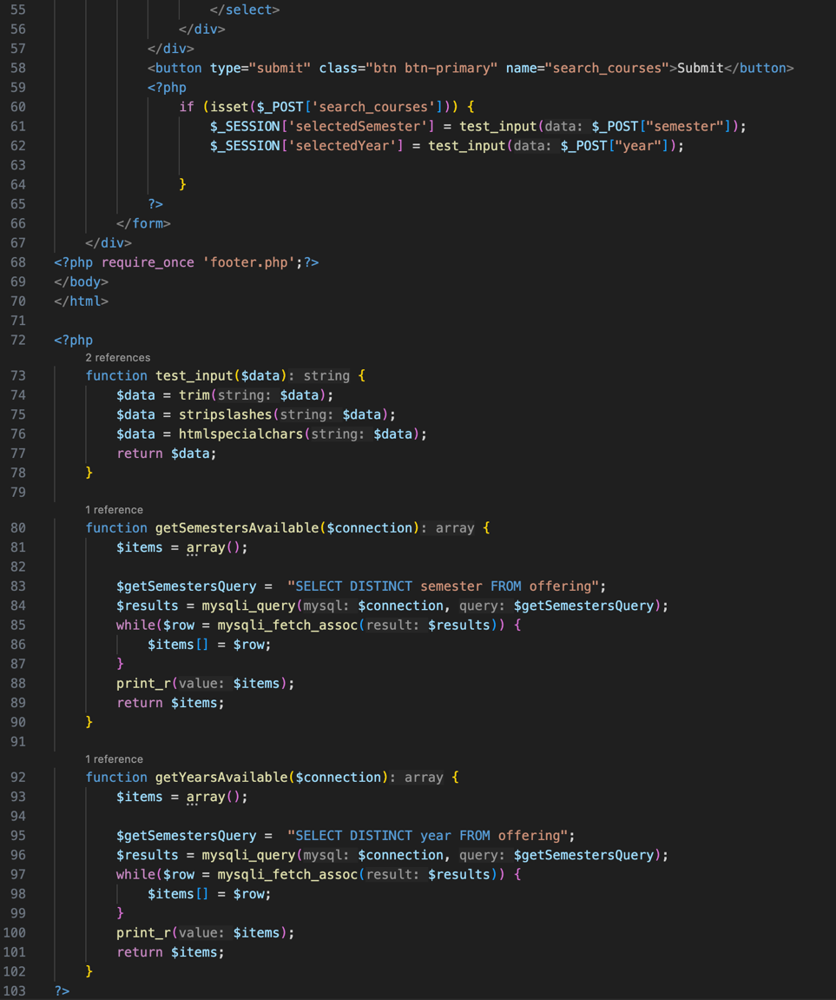 55 </select>
56 </div>
57 </div>
58 <button type="submit" class="btn btn-primary" name="search_courses">Submit</button>
59 <?php
60 if (isset($_POST['search_courses'])) {
61 $_SESSION['selectedSemester'] = test_input(data: $_POST["semester"]);
62 $_SESSION['selectedYear'] = test_input(data: $_POST["year"]);
63
64 }
65 ?>
66 </form>
67 </div>
68 <?php require_once 'footer.php';?>
69 </body>
70 </html>
71
72 <?php
2 references
73 function test_input($data): string {
74 $data = trim(string: $data);
75 $data = stripslashes(string: $data);
76 $data = htmlspecialchars(string: $data);
77 return $data;
78 }
79
1 reference
80 function getSemestersAvailable($connection): array {
81 $items = array();
82
83 $getSemestersQuery =  "SELECT DISTINCT semester FROM offering";
84 $results = mysqli_query(mysql: $connection, query: $getSemestersQuery);
85 while($row = mysqli_fetch_assoc(result: $results)) {
86 $items[] = $row;
87 }
88 print_r(value: $items);
89 return $items;
90 }
91
1 reference
92 function getYearsAvailable($connection): array {
93 $items = array();
94
95 $getSemestersQuery =  "SELECT DISTINCT year FROM offering";
96 $results = mysqli_query(mysql: $connection, query: $getSemestersQuery);
97 while($row = mysqli_fetch_assoc(result: $results)) {
98 $items[] = $row;
99 }
100 print_r(value: $items);
101 return $items;
102 }
103 ?>